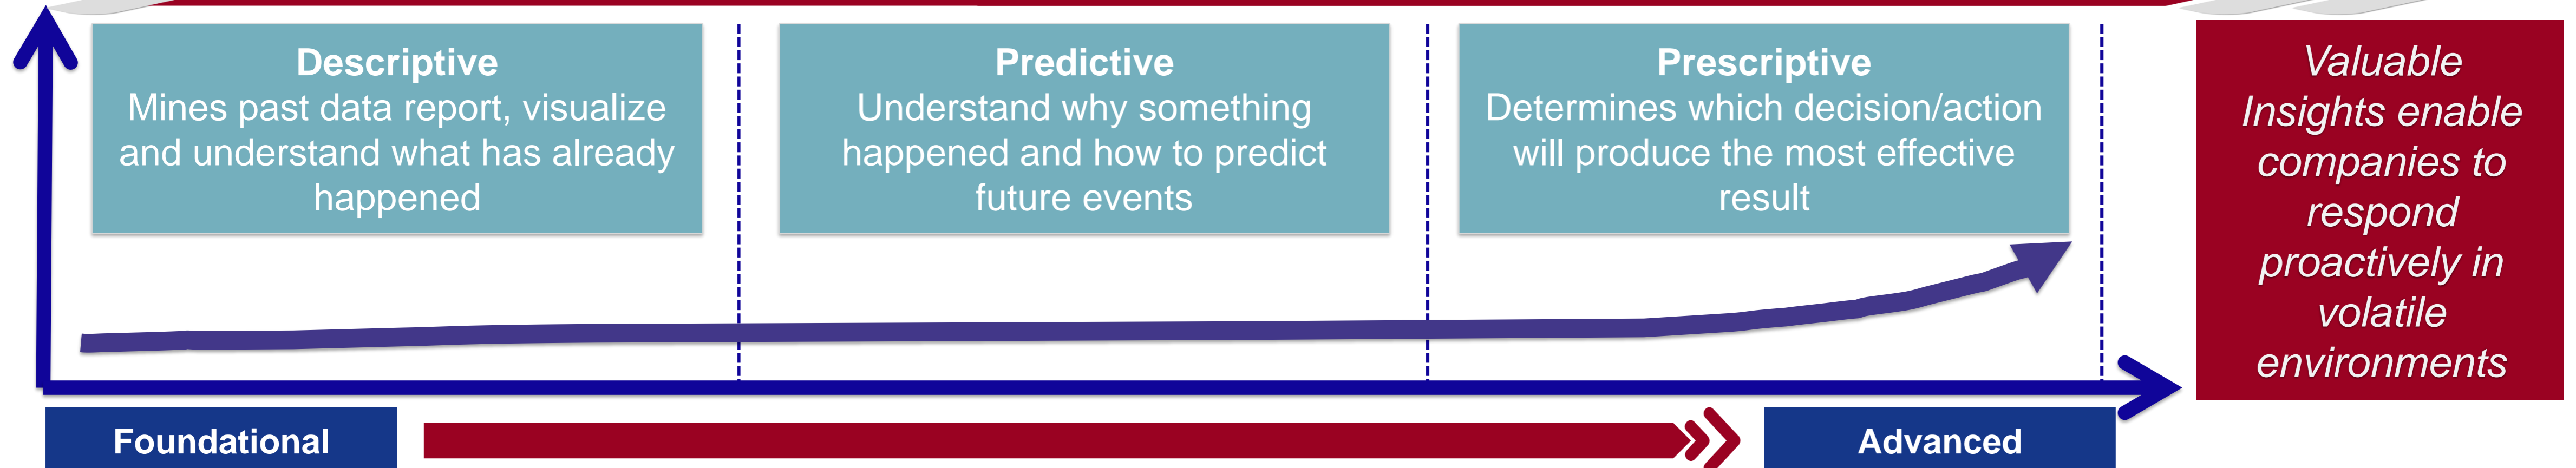 Descriptive
Mines past data report, visualize
and understand what has already
happened
Predictive
Understand why something
happened and how to predict
future events
Prescriptive
Determines which decision/action
will produce the most effective
result
Valuable
Insights enable
companies to
respond
proactively in
volatile
environments
Foundational
Advanced